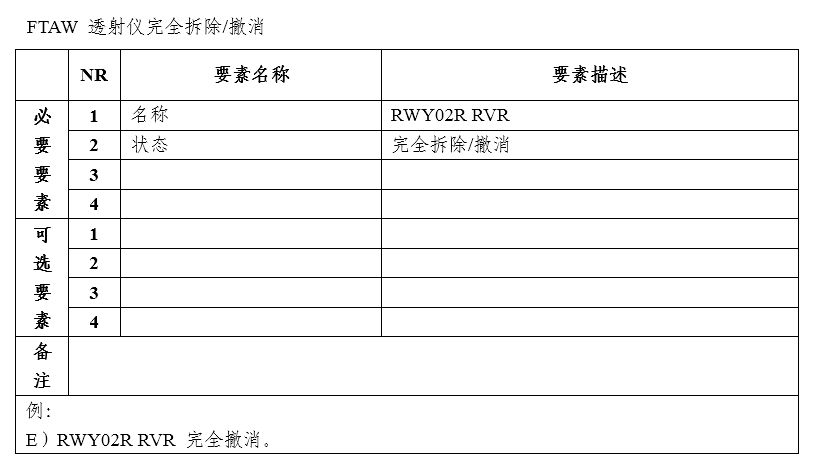 FTAW 透射仪完全拆除/撤消
NR 要素名称 要素描述
必要要素
1 名称 RWY02R RVR
2 状态 完全拆除/撤消
3
4
可选要素
1
2
3
4
备注
例：
E）RWY02R RVR 完全撤消。